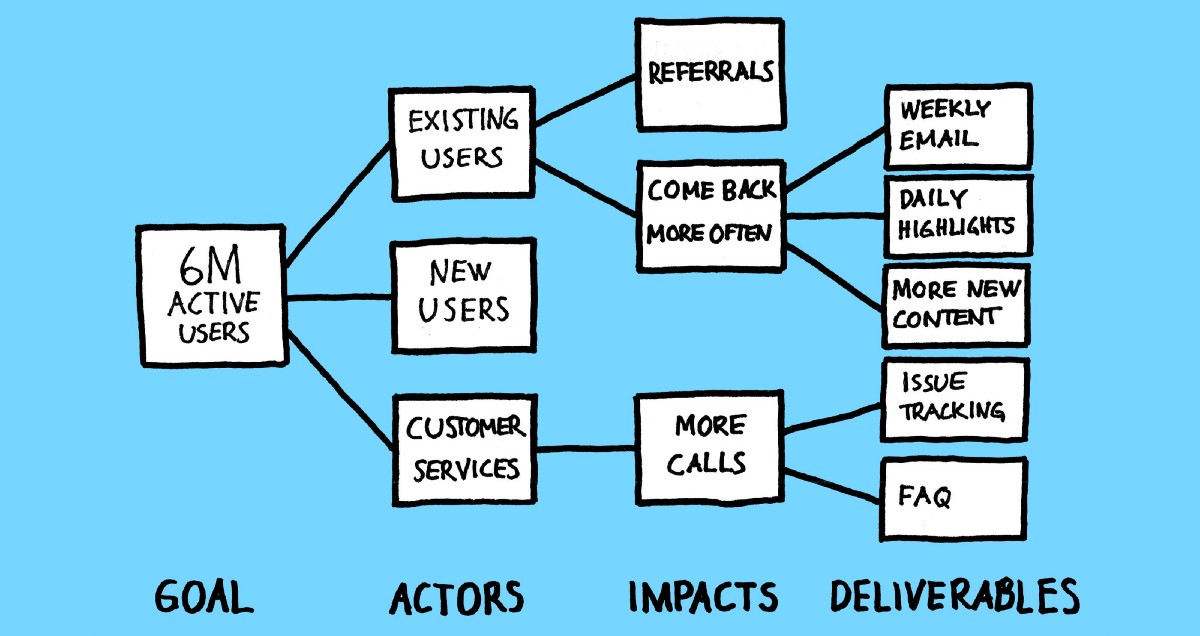 6M
ACTIVE
USERS
EXISTING
USERS
NEW
USERS
CUSTOMER
SERVICES
REFERRALS
COME BACK
MORE OFTEN
MORE
CALLS
WEEKLY
EMAIL
DAILY
HIGHLIGHTS
MORE NEW
CONTENT
ISSUE
TRACKING
FAQ
GOAL
ACTORS
IMPACTS
DELIVERABLES